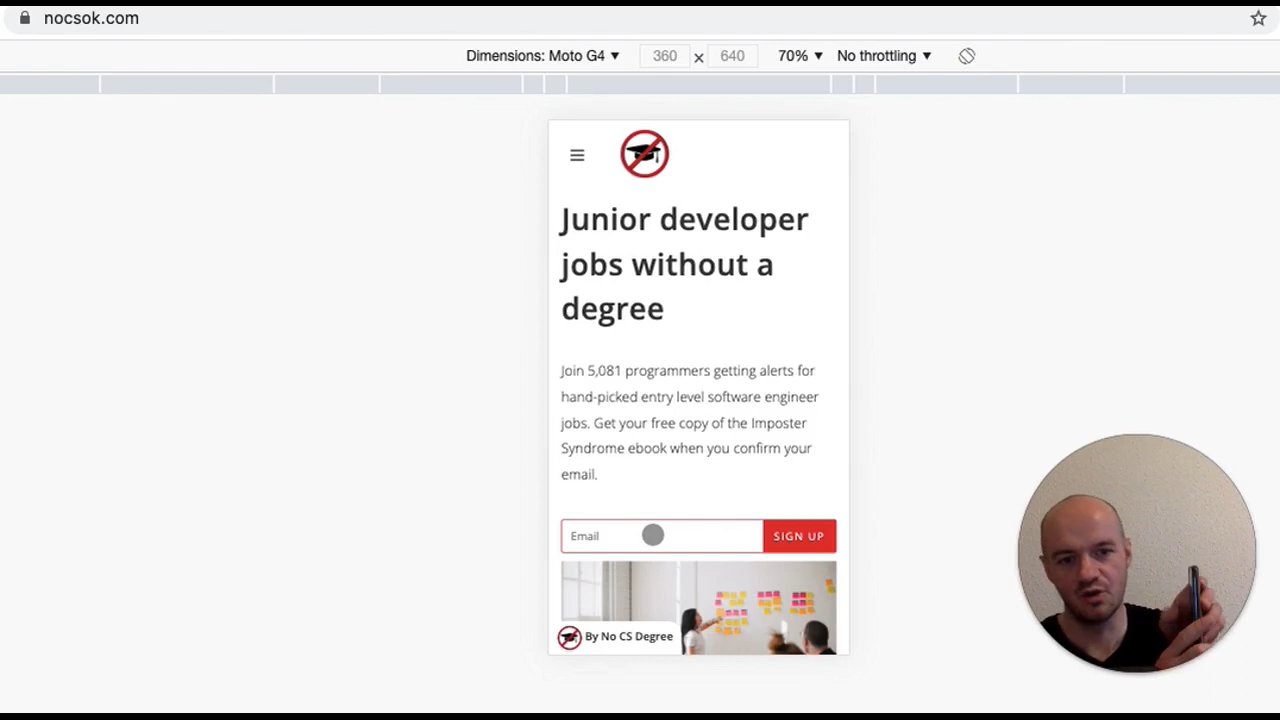 nocsok.com
Dimensions: Moto G4 ▼ 360 × 640 70% ▼ No throttling ▼
Junior developer
jobs without a
degree
Join 5,081 programmers getting alerts for
hand-picked entry level software engineer
jobs. Get your free copy of the Imposter
Syndrome ebook when you confirm your
email.
Email SIGN UP
By No CS Degree